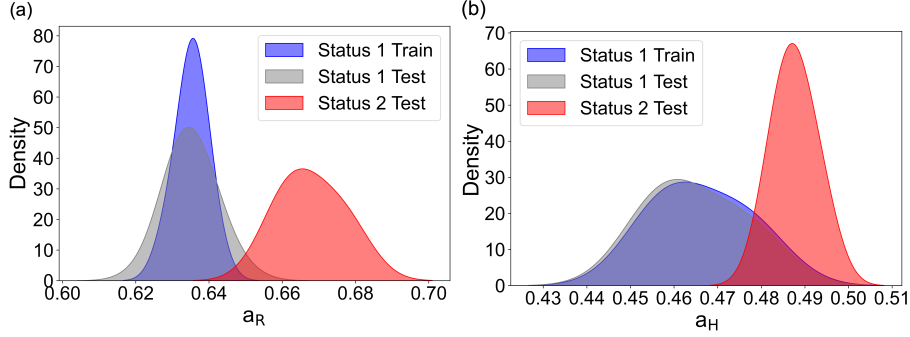 (a)
Density
80
70
60
50
40
30
20
10
0
0.60 0.62 0.64 0.66 0.68 0.70
a_R
Status 1 Train
Status 1 Test
Status 2 Test
(b)
Density
70
60
50
40
30
20
10
0
0.43 0.44 0.45 0.46 0.47 0.48 0.49 0.50 0.51
a_H
Status 1 Train
Status 1 Test
Status 2 Test